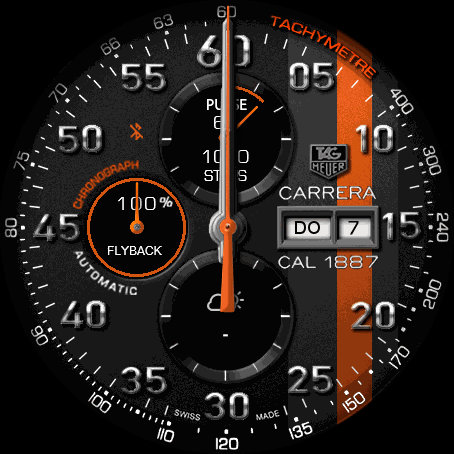 60
63
66
70
75
80
90
100
110
120
135
150
170
200
240
300
400
TACHYMETRE
60
05
10
15
20
25
30
35
40
45
50
55
PULSE
STPS
CHRONOGRAPH
100%
FLYBACK
AUTOMATIC
TAG
HEUER
CARRERA
DO 7
CAL 1887
-
SWISS MADE